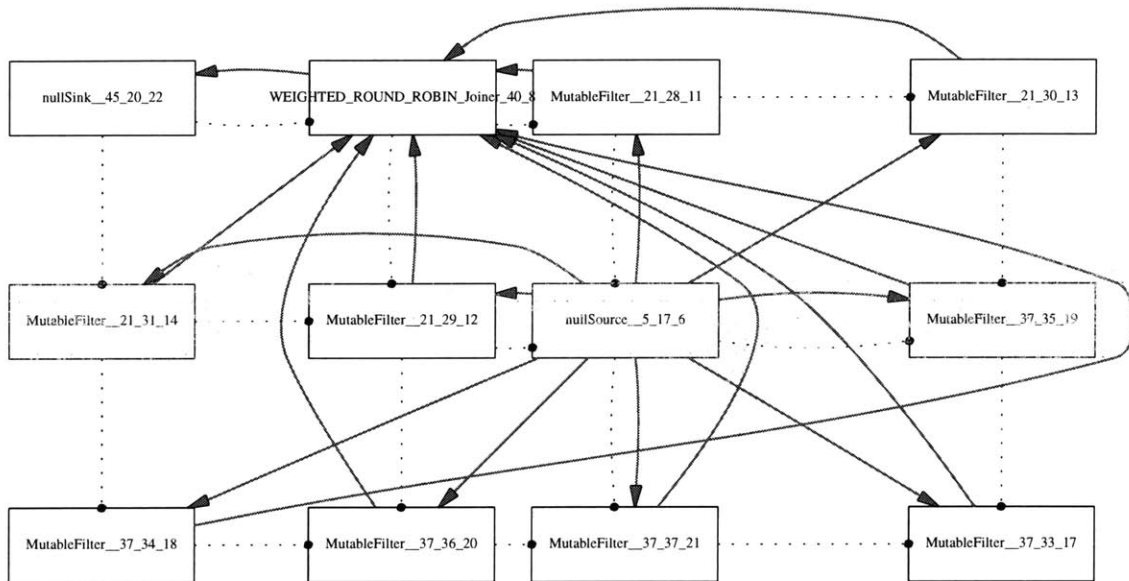 nullSink__45_20_22
WEIGHTED_ROUND_ROBIN_Joiner_40_8
MutableFilter__21_28_11
MutableFilter__21_30_13
MutableFilter__21_31_14
MutableFilter__21_29_12
nullSource__5_17_6
MutableFilter__37_35_19
MutableFilter__37_34_18
MutableFilter__37_36_20
MutableFilter__37_37_21
MutableFilter__37_33_17